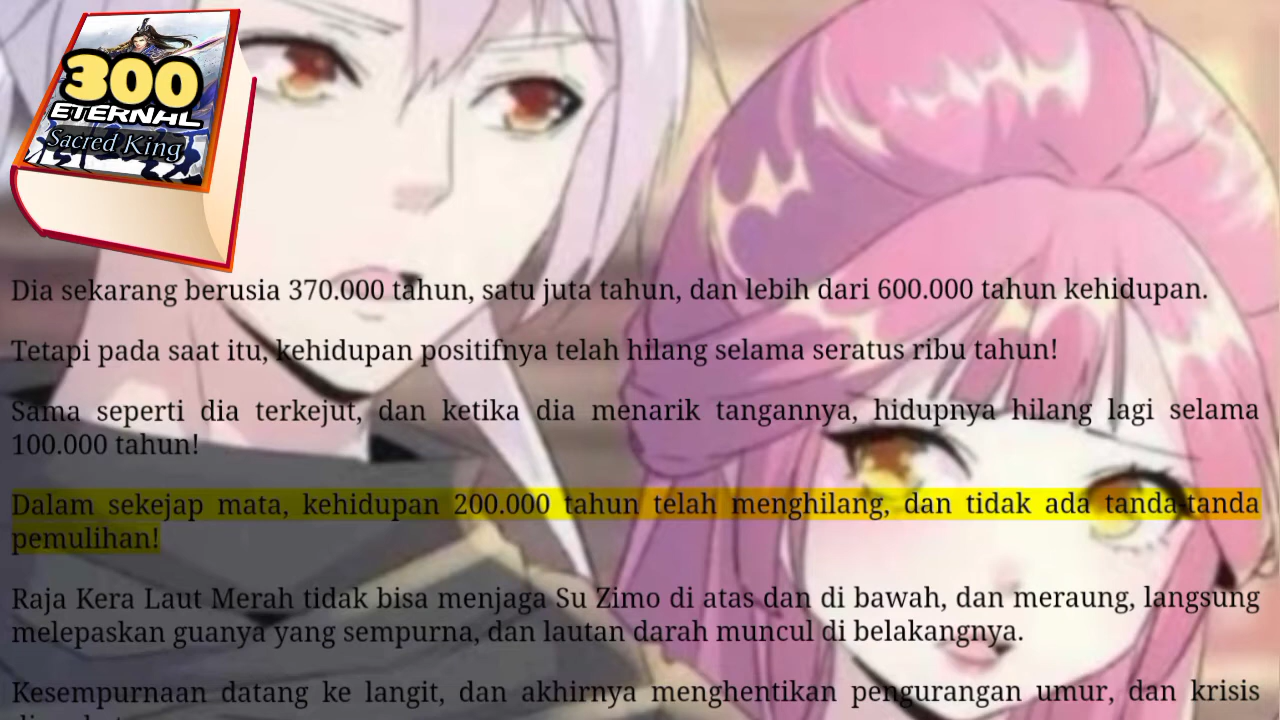 300
ETERNAL
Sacred King
Dia sekarang berusia 370.000 tahun, satu juta tahun, dan lebih dari 600.000 tahun kehidupan.
Tetapi pada saat itu, kehidupan positifnya telah hilang selama seratus ribu tahun!
Sama seperti dia terkejut, dan ketika dia menarik tangannya, hidupnya hilang lagi selama
100.000 tahun!
Dalam sekejap mata, kehidupan 200.000 tahun telah menghilang, dan tidak ada tanda-tanda
pemulihan!
Raja Kera Laut Merah tidak bisa menjaga Su Zimo di atas dan di bawah, dan meraung, langsung
melepaskan guanya yang sempurna, dan lautan darah muncul di belakangnya.
Kesempurnaan datang ke langit, dan akhirnya menghentikan pengurangan umur, dan krisis